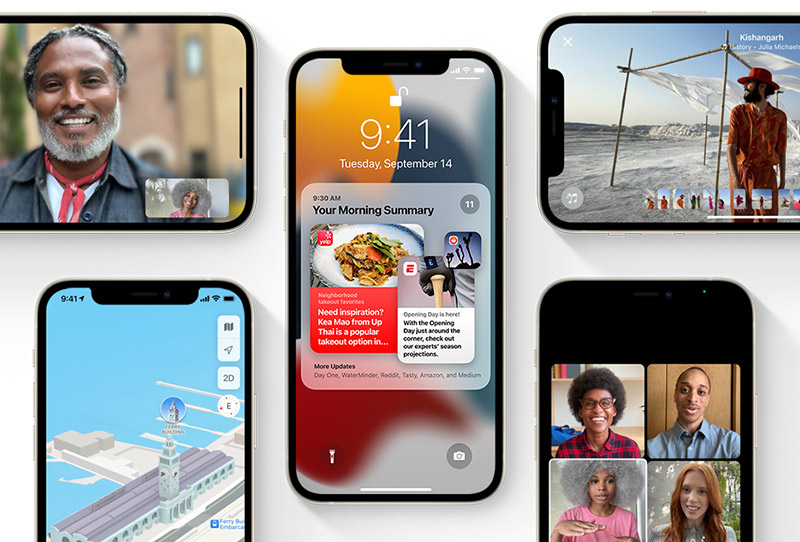 Kishangarh
story • Julia Michaels
9:41
Tuesday, September 14
9:30 AM
Your Morning Summary
11
yelp
Neighborhood
takeout favorites
Need inspiration?
Kea Mao from Up
Thai is a popular
takeout option in...
E
Opening Day is here!
With the Opening
Day just around the
corner, check out
our experts' season
projections.
More Updates
Day One, WaterMinder, Reddit, Tasty, Amazon, and Medium
9:41
2D
E
FERRY
BUILDING
Ferry Bu
Embarca